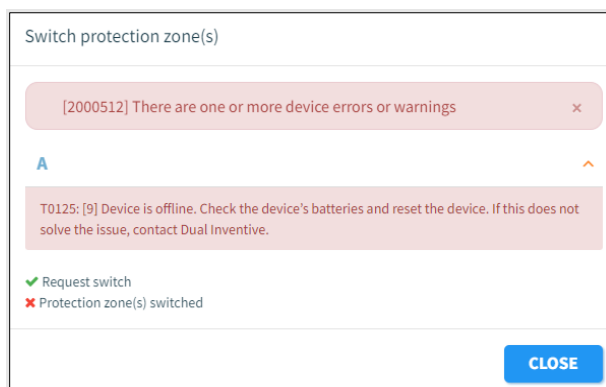 Switch protection zone(s)
[2000512] There are one or more device errors or warnings ×
A
T0125: [9] Device is offline. Check the device's batteries and reset the device. If this does not
solve the issue, contact Dual Inventive.
Request switch
Protection zone(s) switched
CLOSE